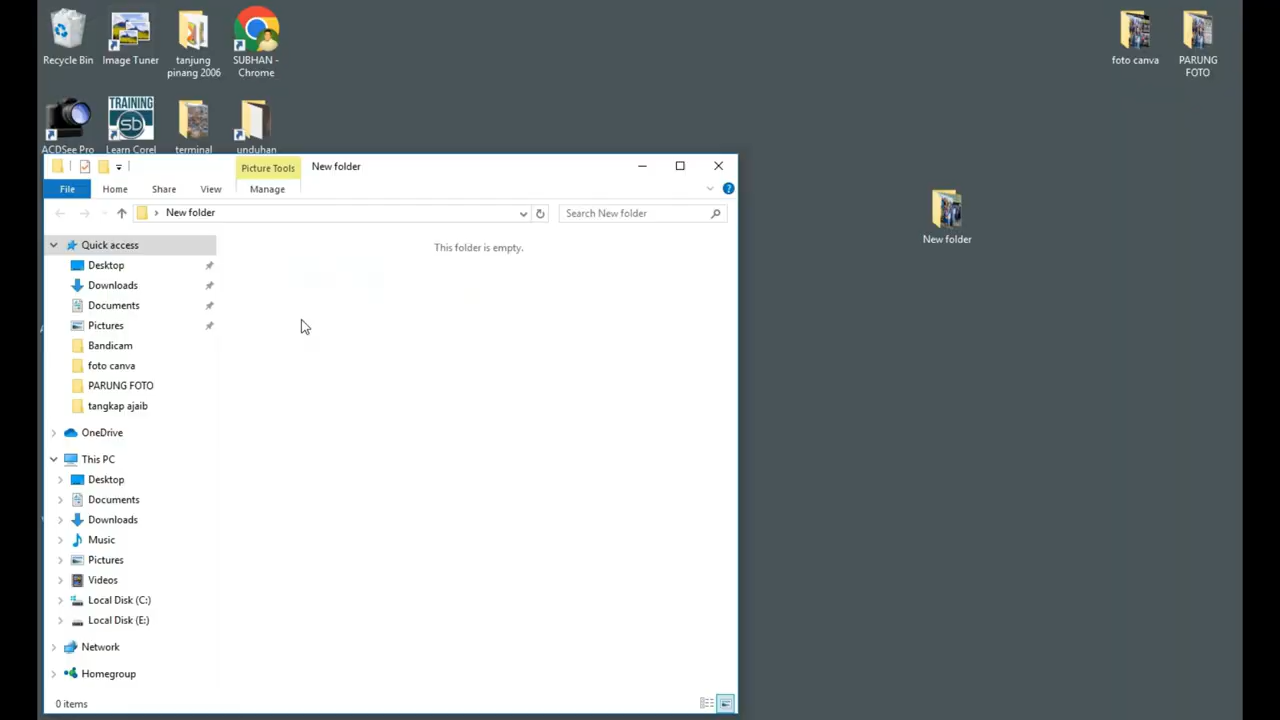 Recycle Bin
Image Tuner
tanjung
pinang 2006
SUBHAN -
Chrome
foto canva
PARUNG
FOTO
ACDSee Pro
TRAINING
sb
Learn Corel
terminal
unduhan
Picture Tools
New folder
File
Home
Share
View
Manage
New folder
Search New folder
Quick access
This folder is empty.
Desktop
Downloads
Documents
Pictures
Bandicam
foto canva
PARUNG FOTO
tangkap ajaib
OneDrive
This PC
Desktop
Documents
Downloads
Music
Pictures
Videos
Local Disk (C:)
Local Disk (E:)
Network
Homegroup
0 items
New folder